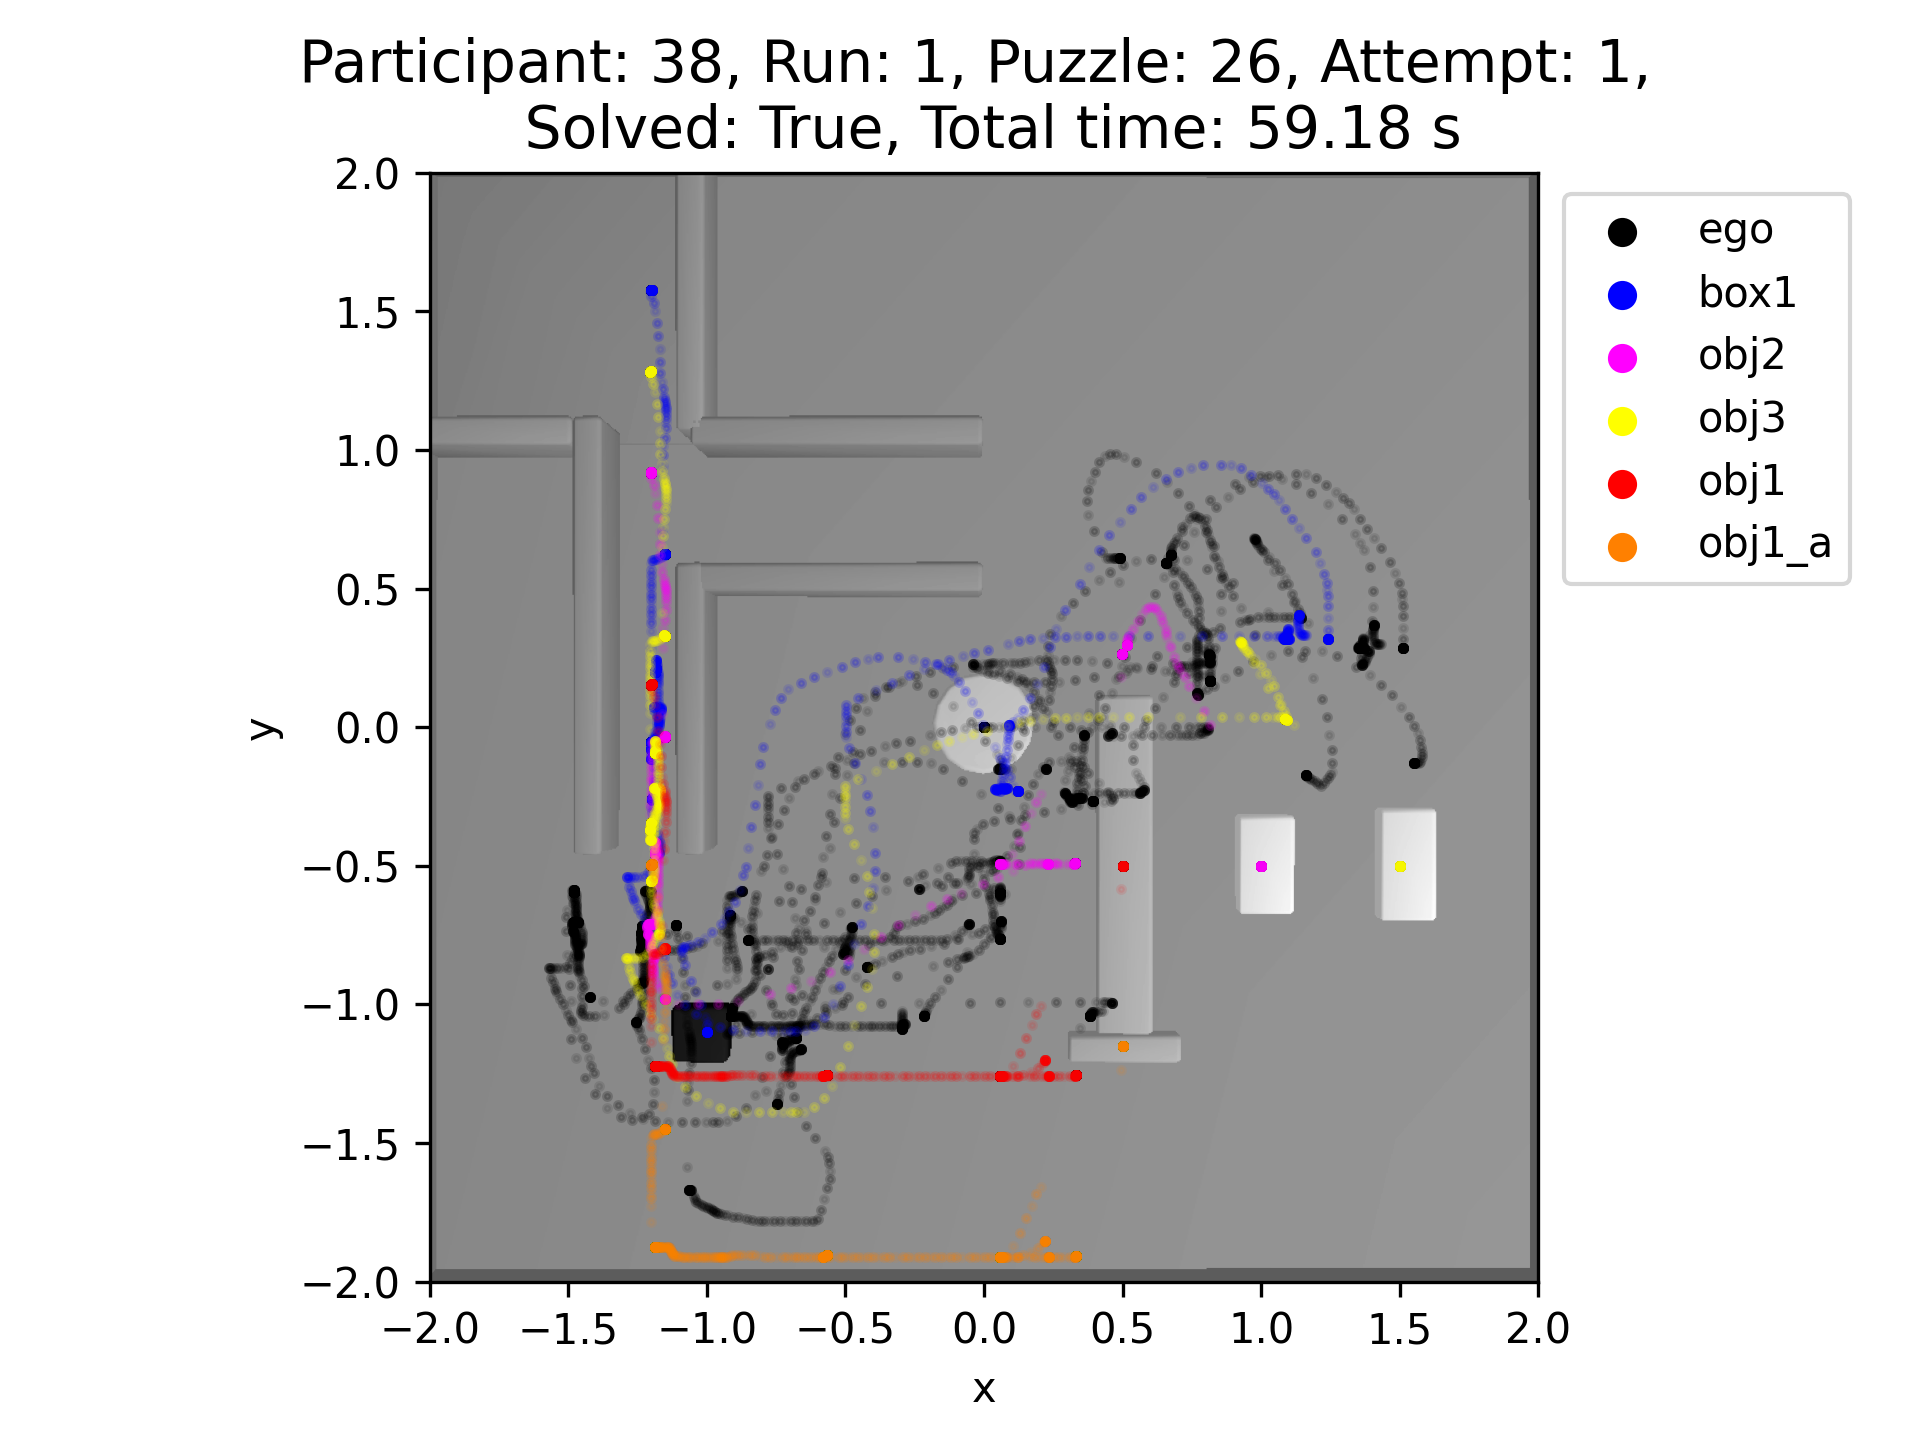 Participant: 38, Run: 1, Puzzle: 26, Attempt: 1,
Solved: True, Total time: 59.18 s
2.0
1.5
1.0
0.5
0.0
−0.5
−1.0
−1.5
−2.0
y
−2.0 −1.5 −1.0 −0.5 0.0 0.5 1.0 1.5 2.0
x
ego
box1
obj2
obj3
obj1
obj1_a